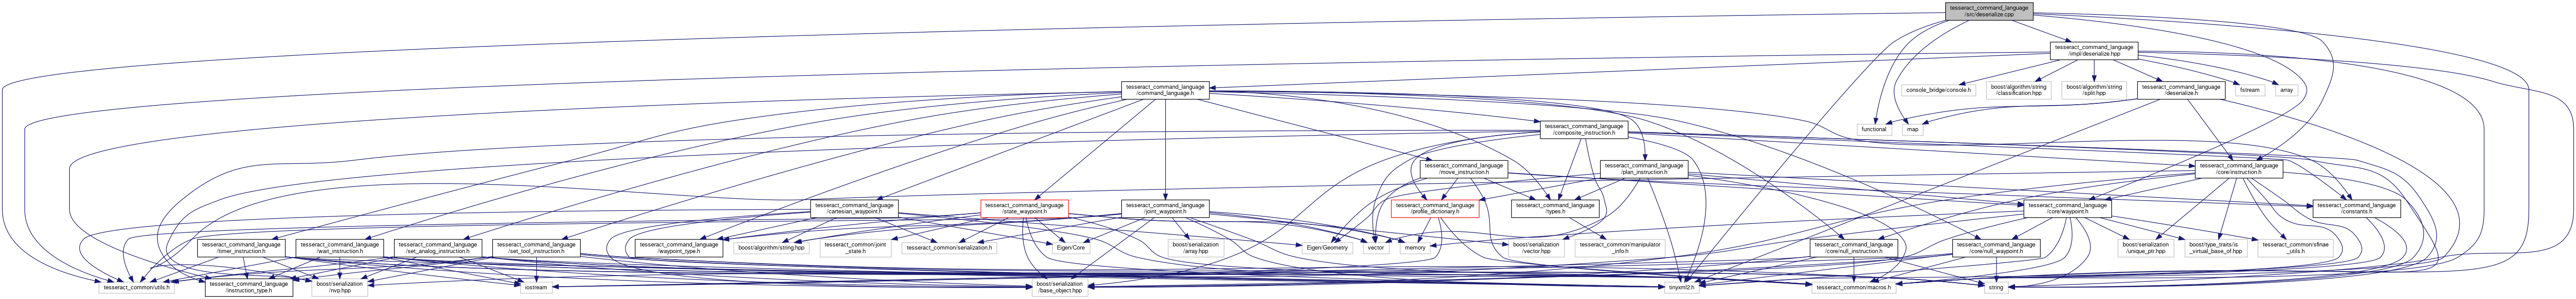 tesseract_command_language
/src/deserialize.cpp
tesseract_command_language
/impl/deserialize.hpp
tesseract_command_language
/command_language.h
console_bridge/console.h
boost/algorithm/string
/classification.hpp
boost/algorithm/string
/split.hpp
tesseract_command_language
/deserialize.h
fstream
array
tesseract_command_language
/composite_instruction.h
functional
map
tesseract_command_language
/move_instruction.h
tesseract_command_language
/plan_instruction.h
tesseract_command_language
/core/instruction.h
tesseract_command_language
/cartesian_waypoint.h
tesseract_command_language
/state_waypoint.h
tesseract_command_language
/joint_waypoint.h
tesseract_command_language
/profile_dictionary.h
tesseract_command_language
/types.h
tesseract_command_language
/core/waypoint.h
tesseract_command_language
/constants.h
tesseract_command_language
/timer_instruction.h
tesseract_command_language
/wait_instruction.h
tesseract_command_language
/set_analog_instruction.h
tesseract_command_language
/set_tool_instruction.h
tesseract_command_language
/waypoint_type.h
boost/algorithm/string.hpp
tesseract_common/joint
_state.h
tesseract_common/serialization.h
Eigen/Core
boost/serialization
/array.hpp
Eigen/Geometry
vector
memory
boost/serialization
/vector.hpp
tesseract_common/manipulator
_info.h
tesseract_command_language
/core/null_instruction.h
tesseract_command_language
/core/null_waypoint.h
boost/serialization
/unique_ptr.hpp
boost/type_traits/is
_virtual_base_of.hpp
tesseract_common/sfinae
_utils.h
tesseract_common/utils.h
tesseract_command_language
/instruction_type.h
boost/serialization
/nvp.hpp
iostream
boost/serialization
/base_object.hpp
tinyxml2.h
tesseract_common/macros.h
string